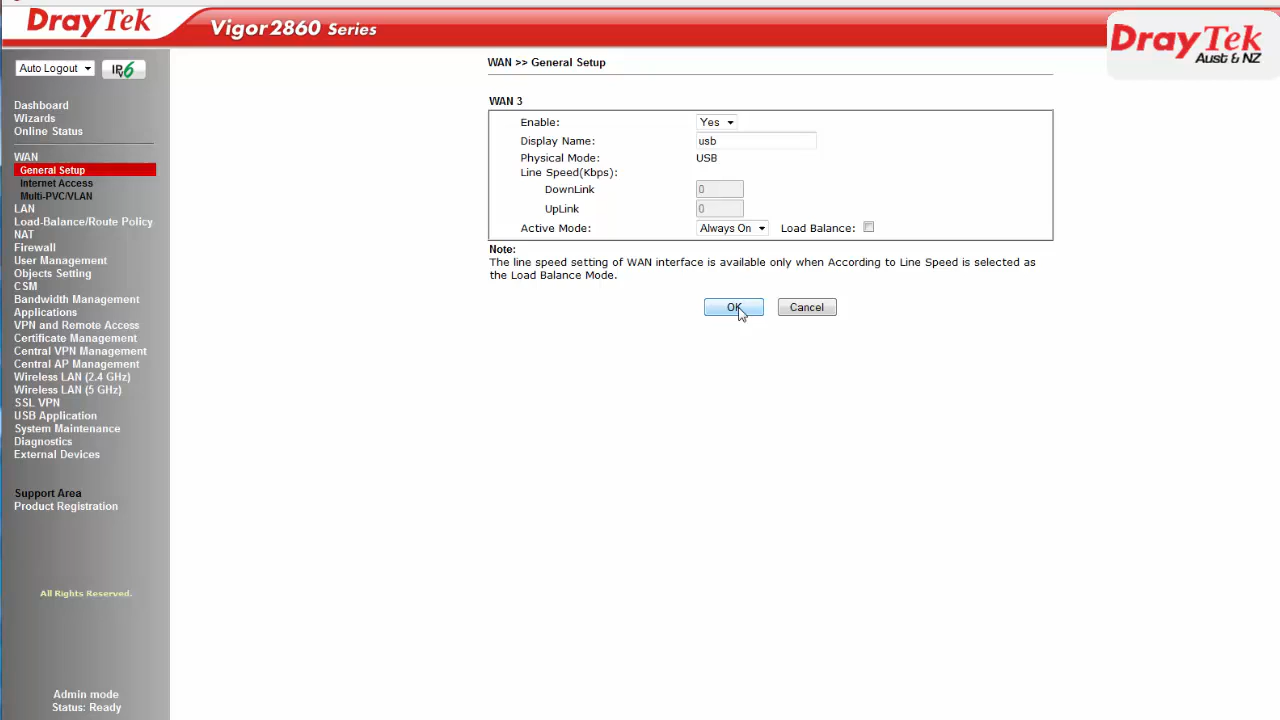 DrayTek
Vigor2860 Series
DrayTek
Aust & NZ
Auto Logout
IPv6
Dashboard
Wizards
Online Status
WAN
General Setup
Internet Access
Multi-PVC/VLAN
LAN
Load-Balance/Route Policy
NAT
Firewall
User Management
Objects Setting
CSM
Bandwidth Management
Applications
VPN and Remote Access
Certificate Management
Central VPN Management
Central AP Management
Wireless LAN (2.4 GHz)
Wireless LAN (5 GHz)
SSL VPN
USB Application
System Maintenance
Diagnostics
External Devices
Support Area
Product Registration
All Rights Reserved.
Admin mode
Status: Ready
WAN >> General Setup
WAN 3
Enable: Yes
Display Name: usb
Physical Mode: USB
Line Speed(Kbps):
DownLink 0
UpLink 0
Active Mode: Always On Load Balance:
Note:
The line speed setting of WAN interface is available only when According to Line Speed is selected as
the Load Balance Mode.
OK Cancel